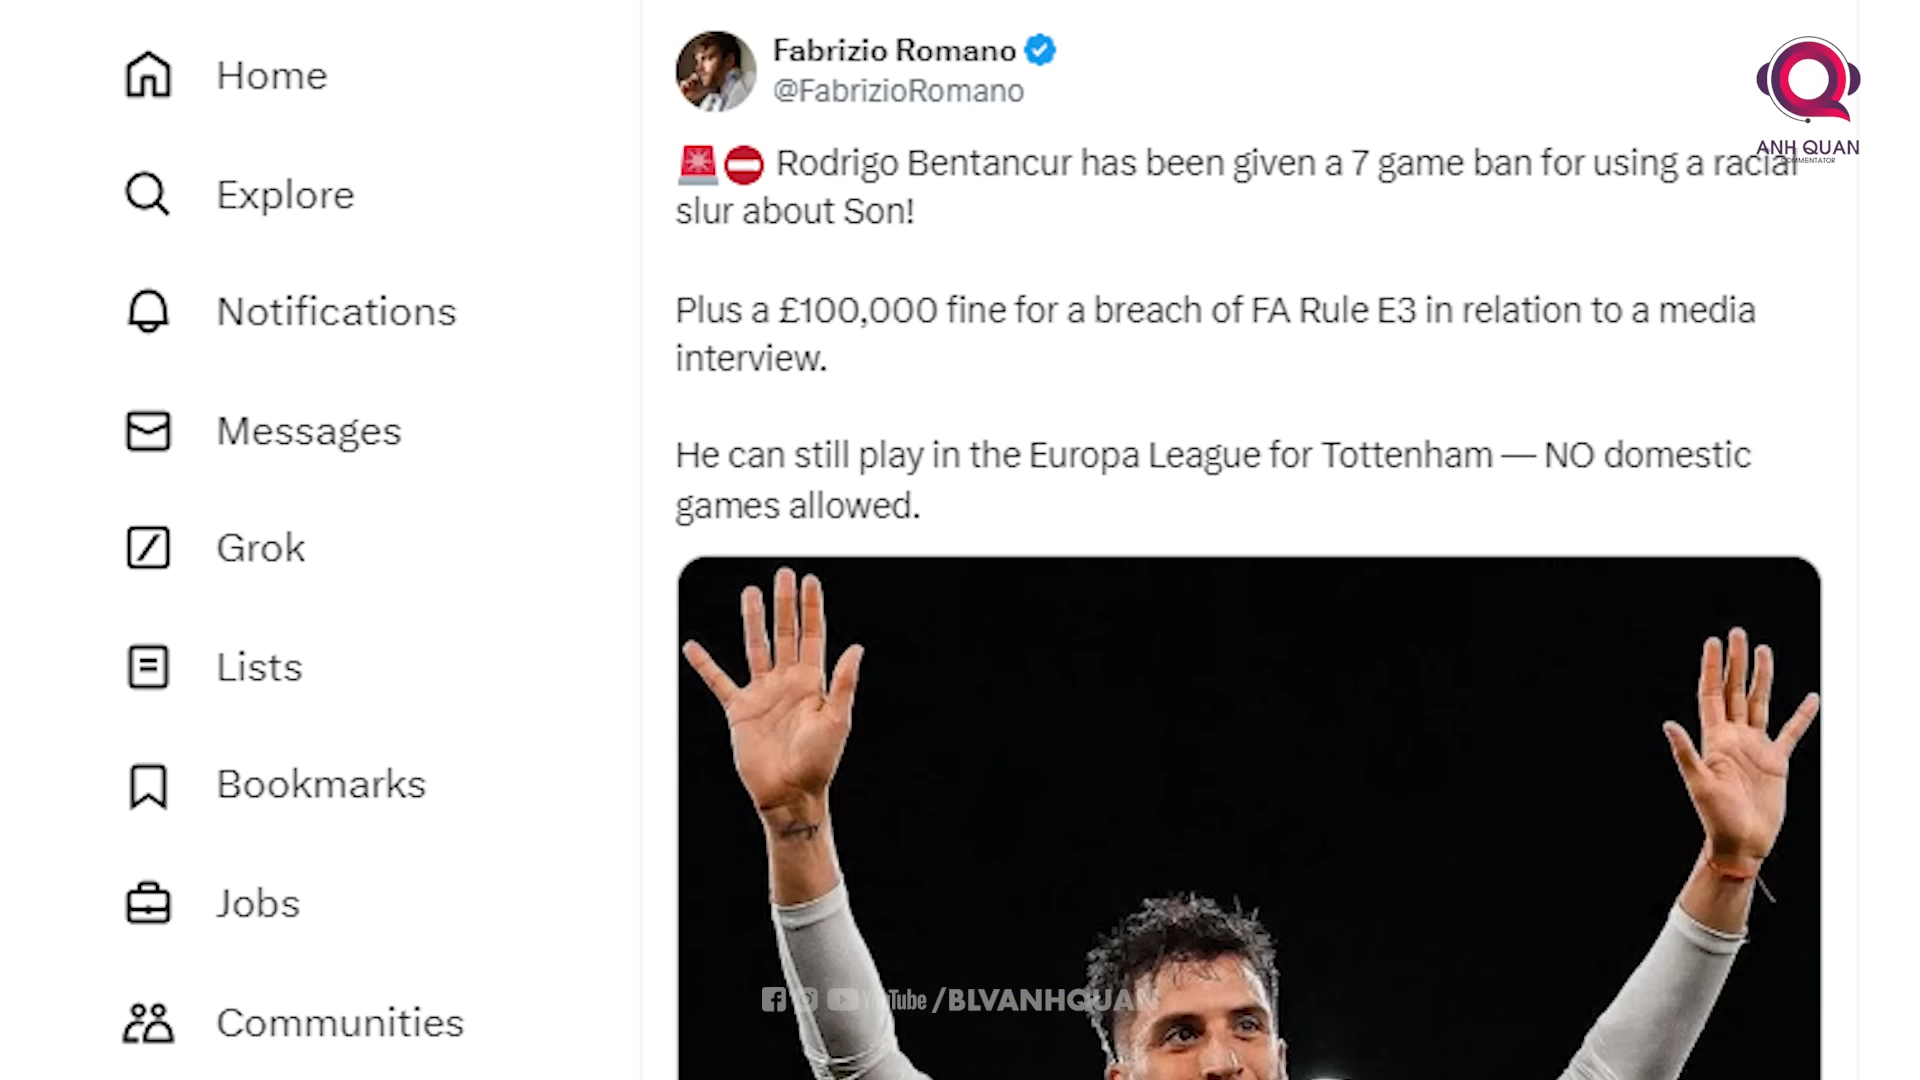 Home
Explore
Notifications
Messages
Grok
Lists
Bookmarks
Jobs
Communities
Fabrizio Romano
@FabrizioRomano
Rodrigo Bentancur has been given a 7 game ban for using a racial
slur about Son!
Plus a £100,000 fine for a breach of FA Rule E3 in relation to a media
interview.
He can still play in the Europa League for Tottenham — NO domestic
games allowed.
ANH QUAN
COMMENTATOR
YouTube /BLVANHQUAN